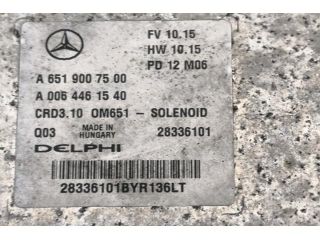 FV 10.15
HW 10.15
PD 12 M06
A 651 900 75 00
A 006 446 15 40
CRD3.10 OM651 - SOLENOID
Q03 MADE IN HUNGARY 28336101
DELPHI
28336101BYR136LT